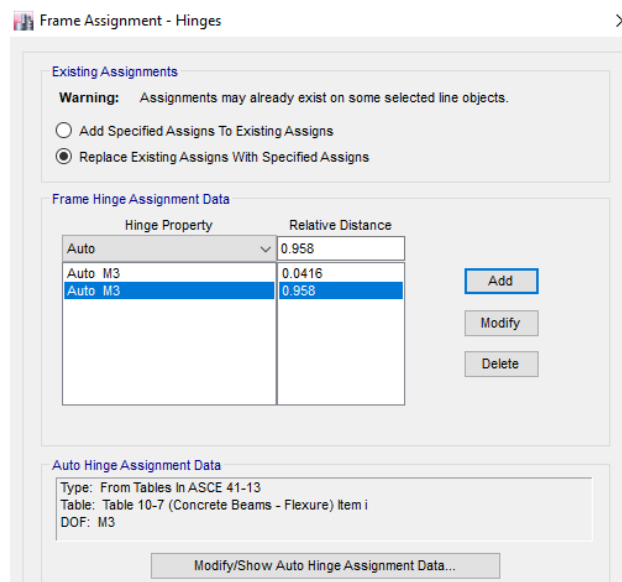 Frame Assignment - Hinges
Existing Assignments
Warning: Assignments may already exist on some selected line objects.
Add Specified Assigns To Existing Assigns
Replace Existing Assigns With Specified Assigns
Frame Hinge Assignment Data
Hinge Property Relative Distance
Auto 0.958
Auto M3 0.0416
Auto M3 0.958
Add
Modify
Delete
Auto Hinge Assignment Data
Type: From Tables In ASCE 41-13
Table: Table 10-7 (Concrete Beams - Flexure) Item i
DOF: M3
Modify/Show Auto Hinge Assignment Data...